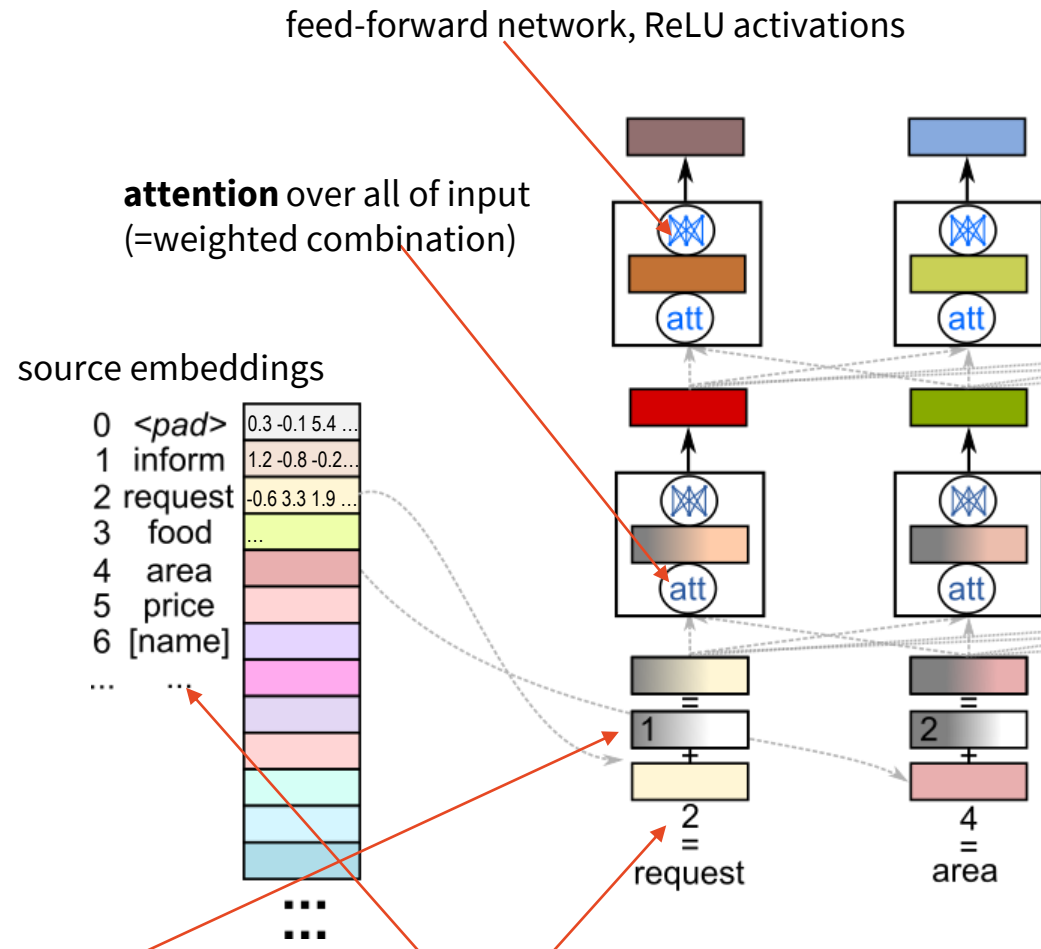 feed-forward network, ReLU activations
attention over all of input
(=weighted combination)
att
att
source embeddings
0 <pad> 0.3 -0.1 5.4 ...
1 inform 1.2 -0.8 -0.2...
2 request -0.6 3.3 1.9 ...
3 food ...
4 area
5 price
6 [name]
... ...
att
att
=
=
1
2
+
+
2
4
=
=
request
area
...
...